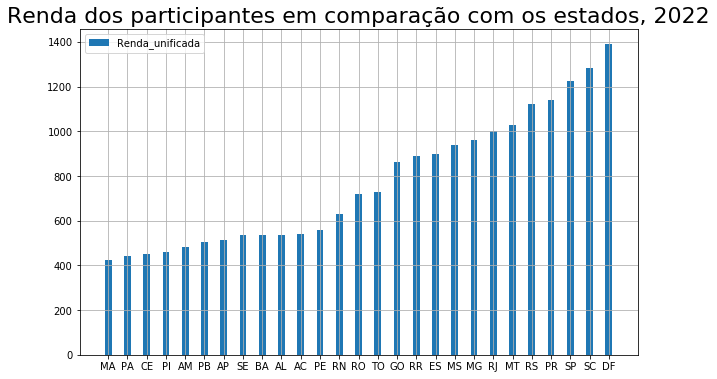 Renda dos participantes em comparação com os estados, 2022
Renda_unificada
1400
1200
1000
800
600
400
200
0
MA PA CE PI AM PB AP SE BA AL AC PE RN RO TO GO RR ES MS MG RJ MT RS PR SP SC DF